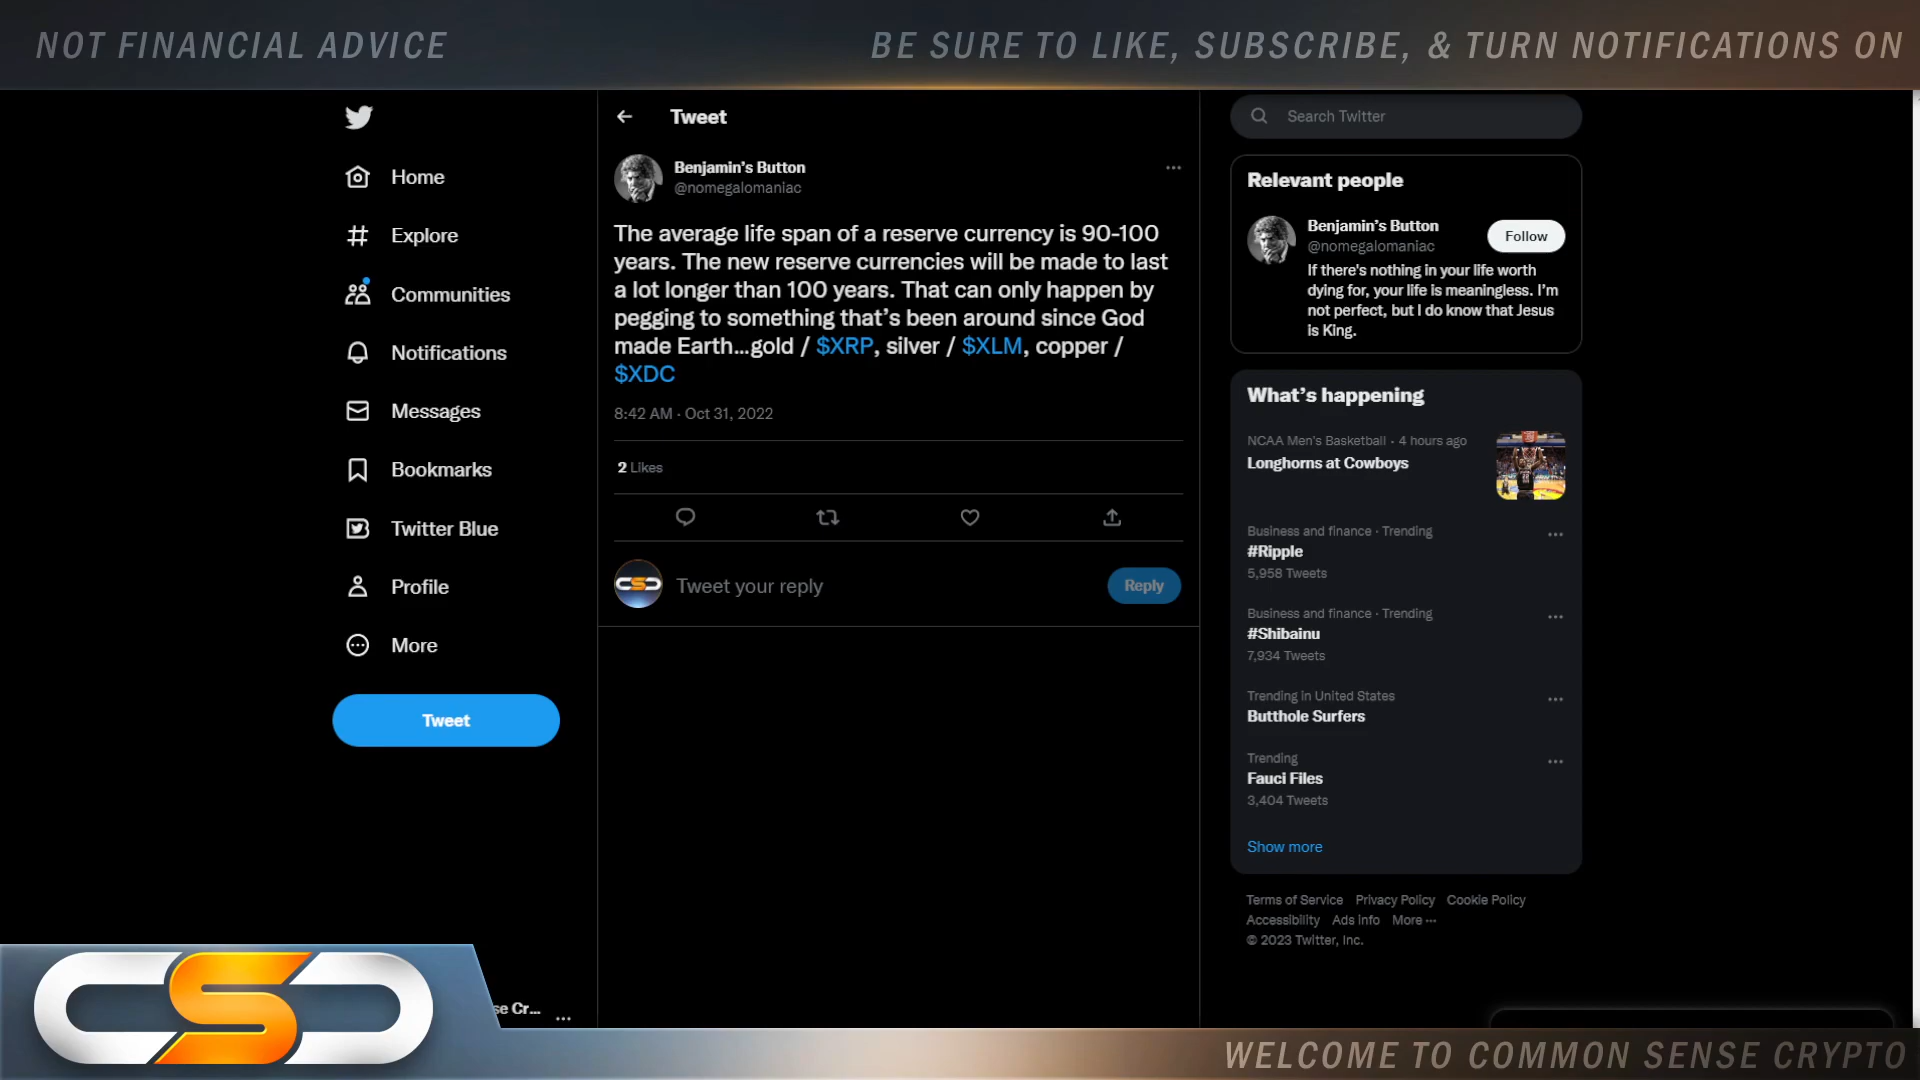 NOT FINANCIAL ADVICE
BE SURE TO LIKE, SUBSCRIBE, & TURN NOTIFICATIONS ON
Home
Explore
Communities
Notifications
Messages
Bookmarks
Twitter Blue
Profile
More
Tweet
Tweet
Benjamin's Button
@nomegalomaniac
The average life span of a reserve currency is 90-100
years. The new reserve currencies will be made to last
a lot longer than 100 years. That can only happen by
pegging to something that's been around since God
made Earth...gold / $XRP, silver / $XLM, copper /
$XDC
8:42 AM · Oct 31, 2022
2 Likes
Tweet your reply
Reply
Search Twitter
Relevant people
Benjamin's Button
@nomegalomaniac
Follow
If there's nothing in your life worth
dying for, your life is meaningless. I'm
not perfect, but I do know that Jesus
is King.
What's happening
NCAA Men's Basketball · 4 hours ago
Longhorns at Cowboys
Business and finance · Trending
#Ripple
5,958 Tweets
Business and finance · Trending
#Shibainu
7,934 Tweets
Trending in United States
Butthole Surfers
Trending
Fauci Files
3,404 Tweets
Show more
Terms of Service Privacy Policy Cookie Policy
Accessibility Ads info More ···
© 2023 Twitter, Inc.
CSC
se Cr...
WELCOME TO COMMON SENSE CRYPTO